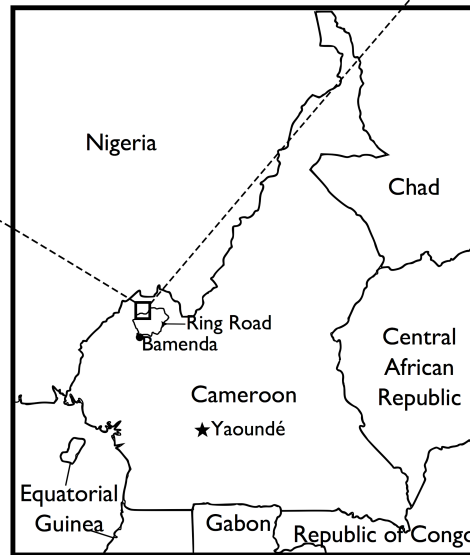 Nigeria
Chad
Ring Road
Bamenda
Central
African
Republic
Cameroon
Yaoundé
Equatorial
Guinea
Gabon
Republic of Congo